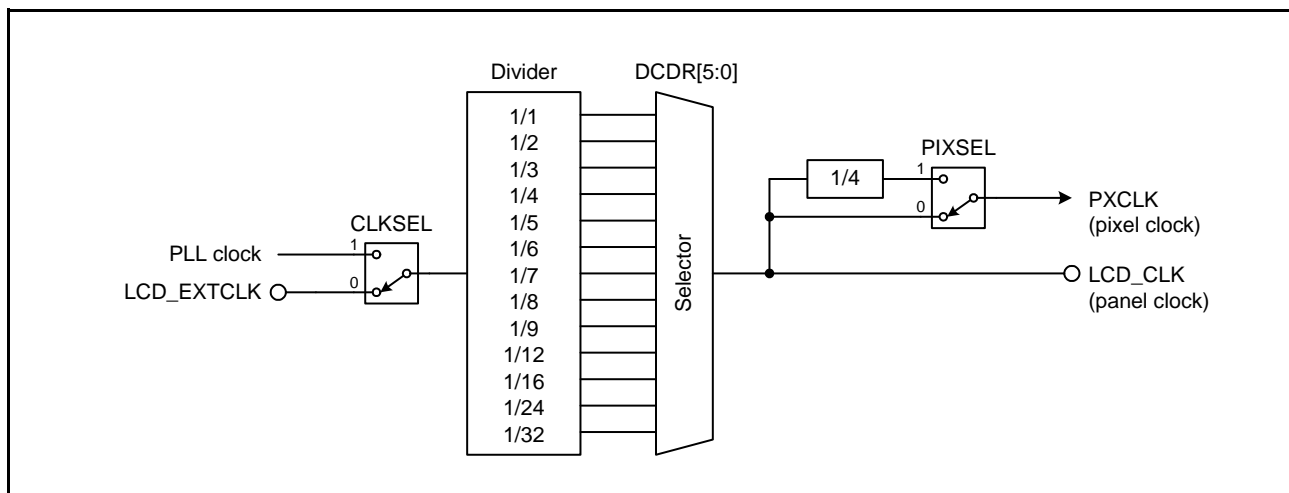 Divider
DCDR[5:0]
1/1
1/2
1/3
1/4
1/5
1/6
1/7
1/8
1/9
1/12
1/16
1/24
1/32
Selector
CLKSEL
PLL clock
1
LCD_EXTCLK
0
PIXSEL
1/4
1
0
PXCLK
(pixel clock)
LCD_CLK
(panel clock)